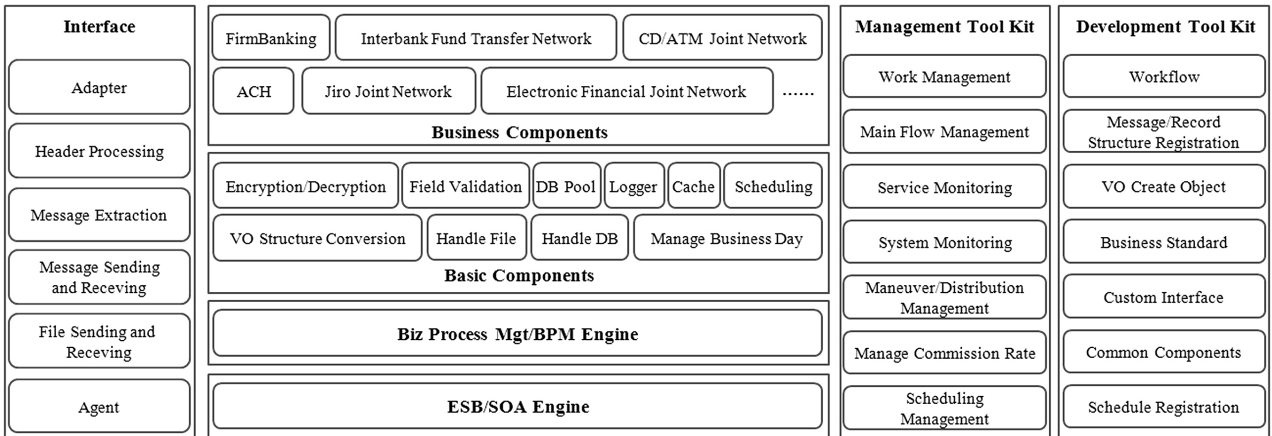 Interface
Adapter
Header Processing
Message Extraction
Message Sending
and Receving
File Sending and
Receving
Agent
FirmBanking
Interbank Fund Transfer Network
CD/ATM Joint Network
ACH
Jiro Joint Network
Electronic Financial Joint Network
......
Business Components
Encryption/Decryption
Field Validation
DB Pool
Logger
Cache
Scheduling
VO Structure Conversion
Handle File
Handle DB
Manage Business Day
Basic Components
Biz Process Mgt/BPM Engine
ESB/SOA Engine
Management Tool Kit
Work Management
Main Flow Management
Service Monitoring
System Monitoring
Maneuver/Distribution
Management
Manage Commission Rate
Scheduling
Management
Development Tool Kit
Workflow
Message/Record
Structure Registration
VO Create Object
Business Standard
Custom Interface
Common Components
Schedule Registration